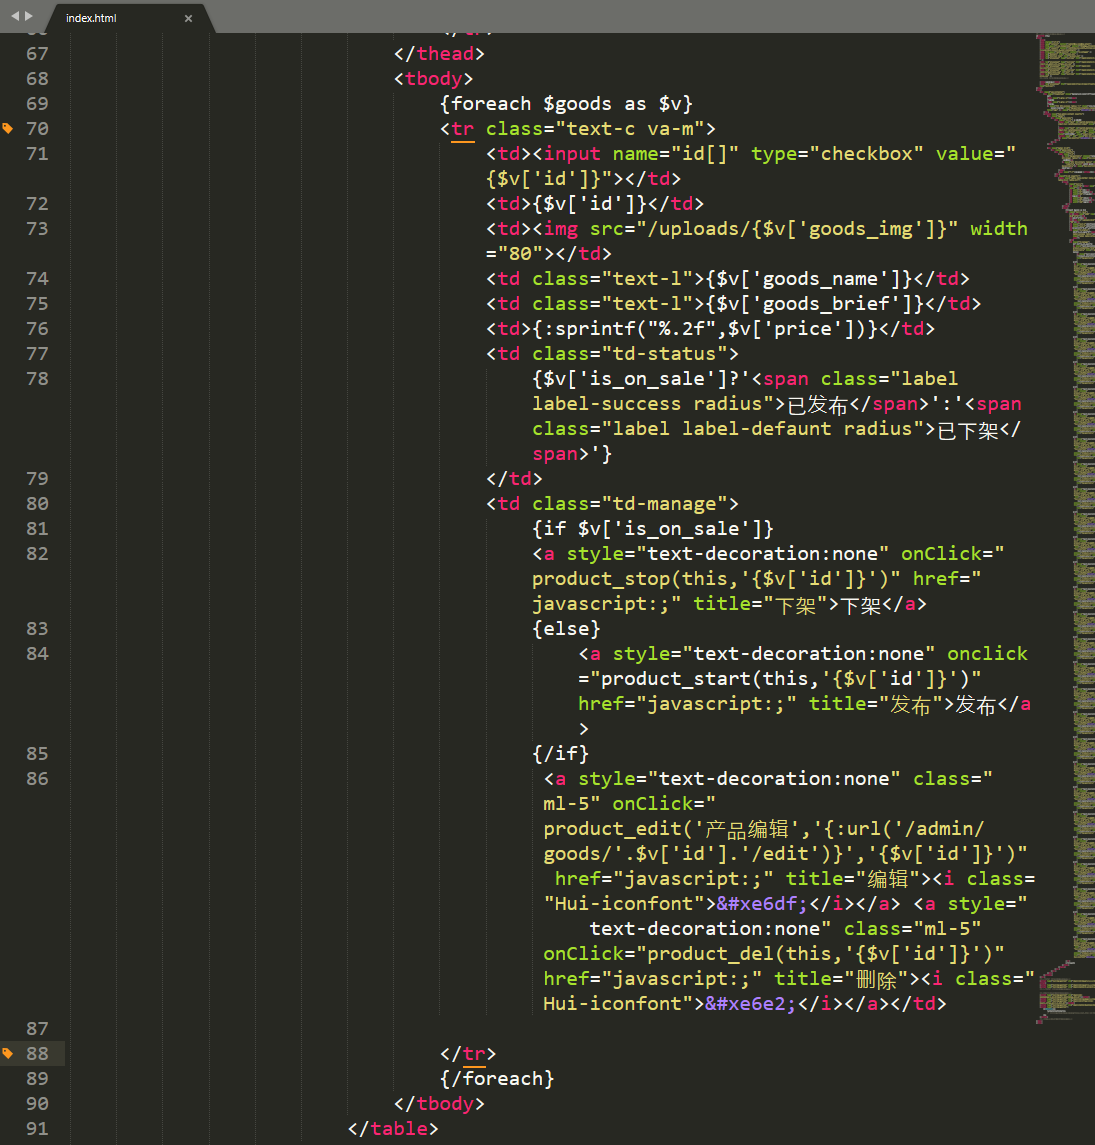 index.html ×
67 </thead>
68 <tbody>
69 {foreach $goods as $v}
70 <tr class="text-c va-m">
71 <td><input name="id[]" type="checkbox" value="
{$v['id']}"></td>
72 <td>{$v['id']}</td>
73 <td><img src="/uploads/{$v['goods_img']}" width
="80"></td>
74 <td class="text-l">{$v['goods_name']}</td>
75 <td class="text-l">{$v['goods_brief']}</td>
76 <td>{:sprintf("%.2f",$v['price'])}</td>
77 <td class="td-status">
78 {$v['is_on_sale']?'<span class="label
label-success radius">已发布</span>':'<span
class="label label-defaunt radius">已下架</
span>'}
79 </td>
80 <td class="td-manage">
81 {if $v['is_on_sale']}
82 <a style="text-decoration:none" onClick="
product_stop(this,'{$v['id']}')" href="
javascript:;" title="下架">下架</a>
83 {else}
84 <a style="text-decoration:none" onclick
="product_start(this,'{$v['id']}')"
href="javascript:;" title="发布">发布</a
>
85 {/if}
86 <a style="text-decoration:none" class="
ml-5" onClick="
product_edit('产品编辑','{:url('/admin/
goods/'.$v['id'].'/edit')}','{$v['id']}')"
href="javascript:;" title="编辑"><i class=
"Hui-iconfont">&#xe6df;</i></a> <a style="
text-decoration:none" class="ml-5"
onClick="product_del(this,'{$v['id']}')"
href="javascript:;" title="删除"><i class="
Hui-iconfont">&#xe6e2;</i></a></td>
87
88 </tr>
89 {/foreach}
90 </tbody>
91 </table>